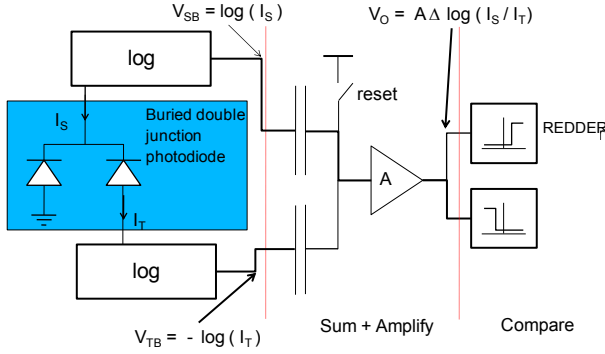 V_SB = log ( I_S )
V_O = A Δ log ( I_S / I_T )
log
reset
I_S
Buried double
junction
photodiode
REDDER
A
I_T
log
V_TB = - log ( I_T )
Sum + Amplify
Compare